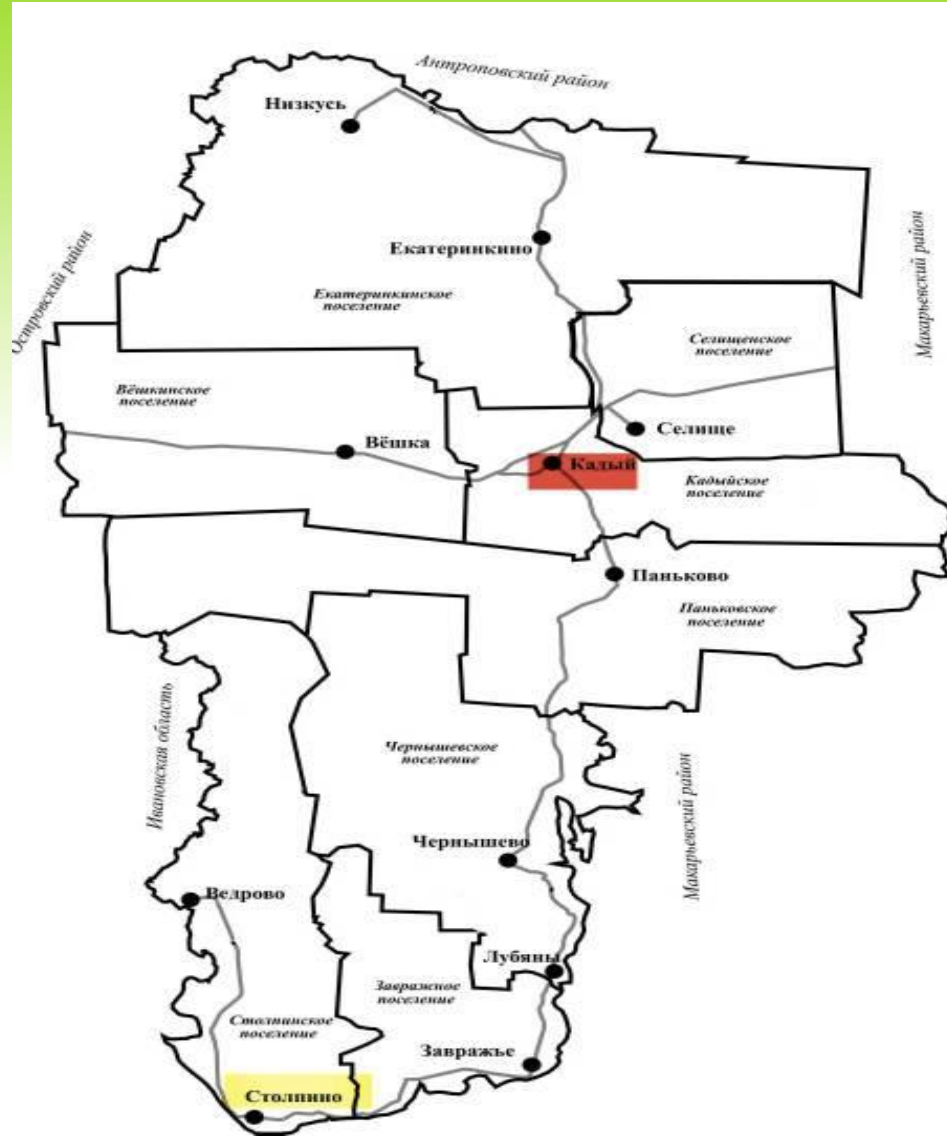 Антроповский район
Низкусь
Островский район
Макарьевский район
Екатеринкино
Екатеринкинское
поселение
Селищенское
поселение
Вёшкинское
поселение
Вёшка
Селище
Кадый
Кадыйское
поселение
Паньково
Паньковское
поселение
Ивановская область
Чернышевское
поселение
Макарьевский район
Чернышево
Ведрово
Лубяны
Завражное
поселение
Столпинское
поселение
Завражье
Столпино